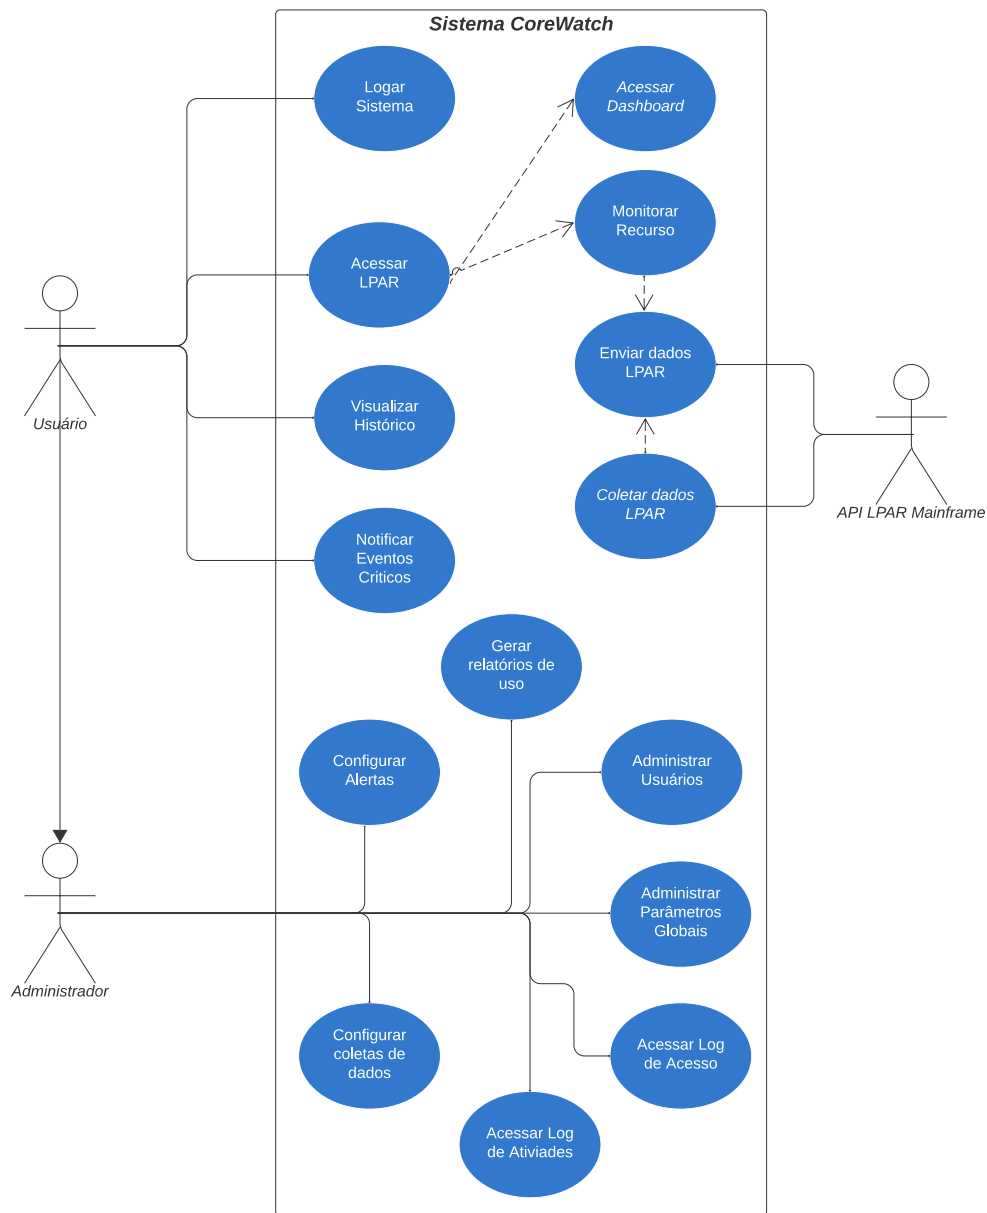 Sistema CoreWatch
Logar
Sistema
Acessar
Dashboard
Monitorar
Recurso
Acessar
LPAR
Enviar dados
LPAR
Usuário
Visualizar
Histórico
Coletar dados
LPAR
API LPAR Mainframe
Notificar
Eventos
Criticos
Gerar
relatórios de
uso
Configurar
Alertas
Administrar
Usuários
Administrar
Parâmetros
Globais
Administrador
Configurar
coletas de
dados
Acessar Log
de Acesso
Acessar Log
de Ativiades